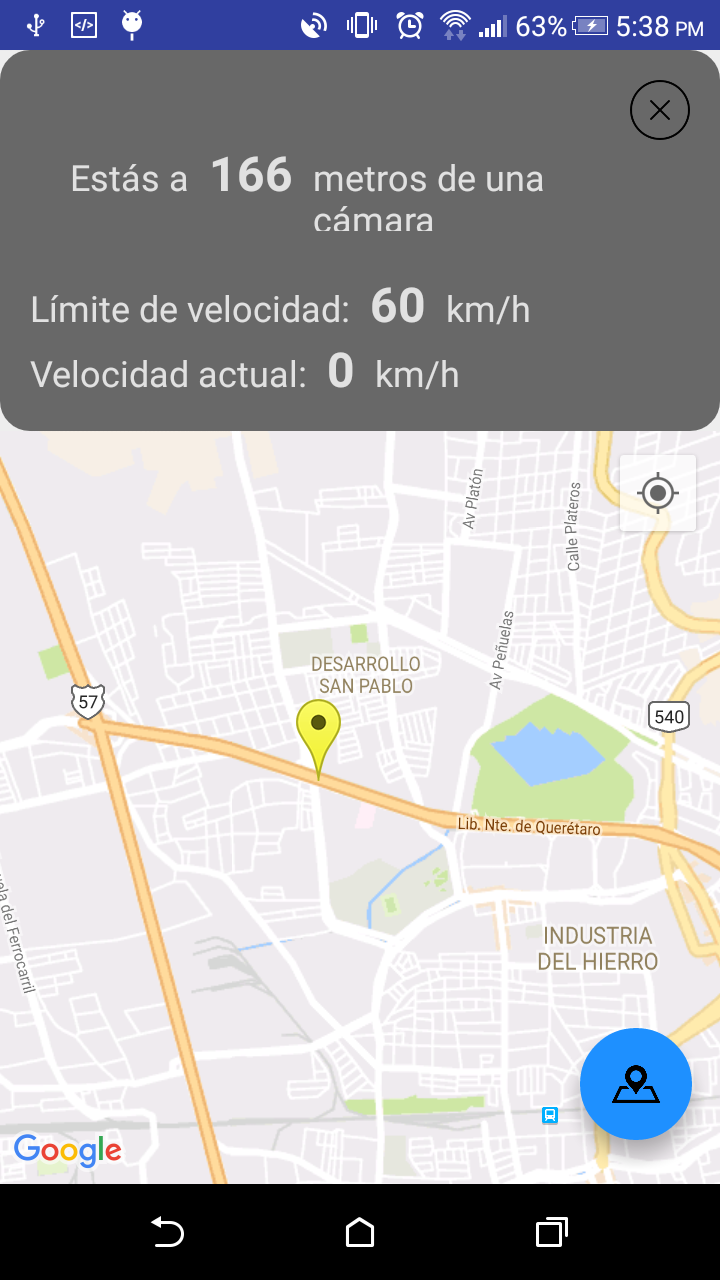 63% 5:38 PM
Estás a 166 metros de una
cámara
Límite de velocidad: 60 km/h
Velocidad actual: 0 km/h
Av Platón
Calle Plateros
Av Peñuelas
DESARROLLO
SAN PABLO
57
540
Lib. Nte. de Querétaro
del Ferrocarril
INDUSTRIA
DEL HIERRO
Google